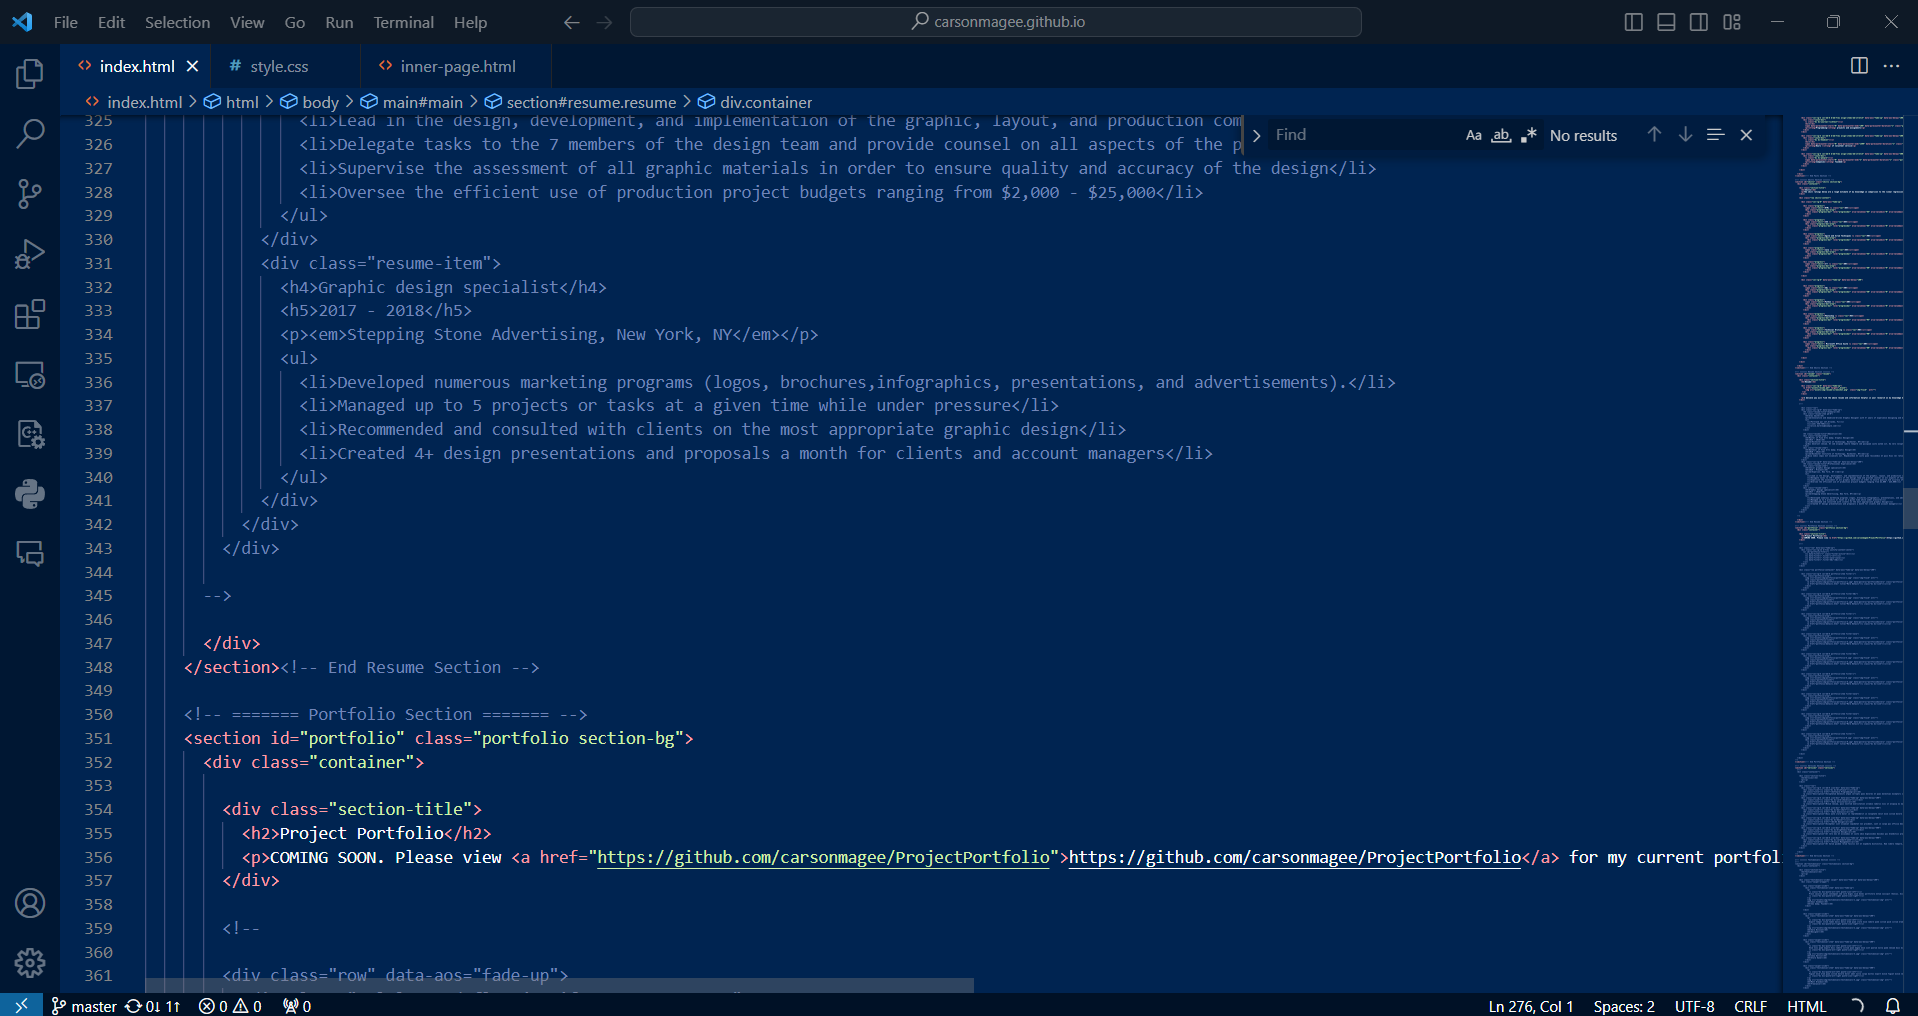 File Edit Selection View Go Run Terminal Help carsonmagee.github.io
index.html style.css inner-page.html
index.html > html > body > main#main > section#resume.resume > div.container
Find Aa ab .* No results
325 <li>Lead in the design, development, and implementation of the graphic, layout, and production com
326 <li>Delegate tasks to the 7 members of the design team and provide counsel on all aspects of the p
327 <li>Supervise the assessment of all graphic materials in order to ensure quality and accuracy of the design</li>
328 <li>Oversee the efficient use of production project budgets ranging from $2,000 - $25,000</li>
329 </ul>
330 </div>
331 <div class="resume-item">
332 <h4>Graphic design specialist</h4>
333 <h5>2017 - 2018</h5>
334 <p><em>Stepping Stone Advertising, New York, NY</em></p>
335 <ul>
336 <li>Developed numerous marketing programs (logos, brochures,infographics, presentations, and advertisements).</li>
337 <li>Managed up to 5 projects or tasks at a given time while under pressure</li>
338 <li>Recommended and consulted with clients on the most appropriate graphic design</li>
339 <li>Created 4+ design presentations and proposals a month for clients and account managers</li>
340 </ul>
341 </div>
342 </div>
343 </div>
344
345 -->
346
347 </div>
348 </section><!-- End Resume Section -->
349
350 <!-- ======= Portfolio Section ======= -->
351 <section id="portfolio" class="portfolio section-bg">
352 <div class="container">
353
354 <div class="section-title">
355 <h2>Project Portfolio</h2>
356 <p>COMING SOON. Please view <a href="https://github.com/carsonmagee/ProjectPortfolio">https://github.com/carsonmagee/ProjectPortfolio</a> for my current portfol
357 </div>
358
359 <!--
360
361 <div class="row" data-aos="fade-up">
master 0↓ 1↑ 0 0 0 Ln 276, Col 1 Spaces: 2 UTF-8 CRLF HTML